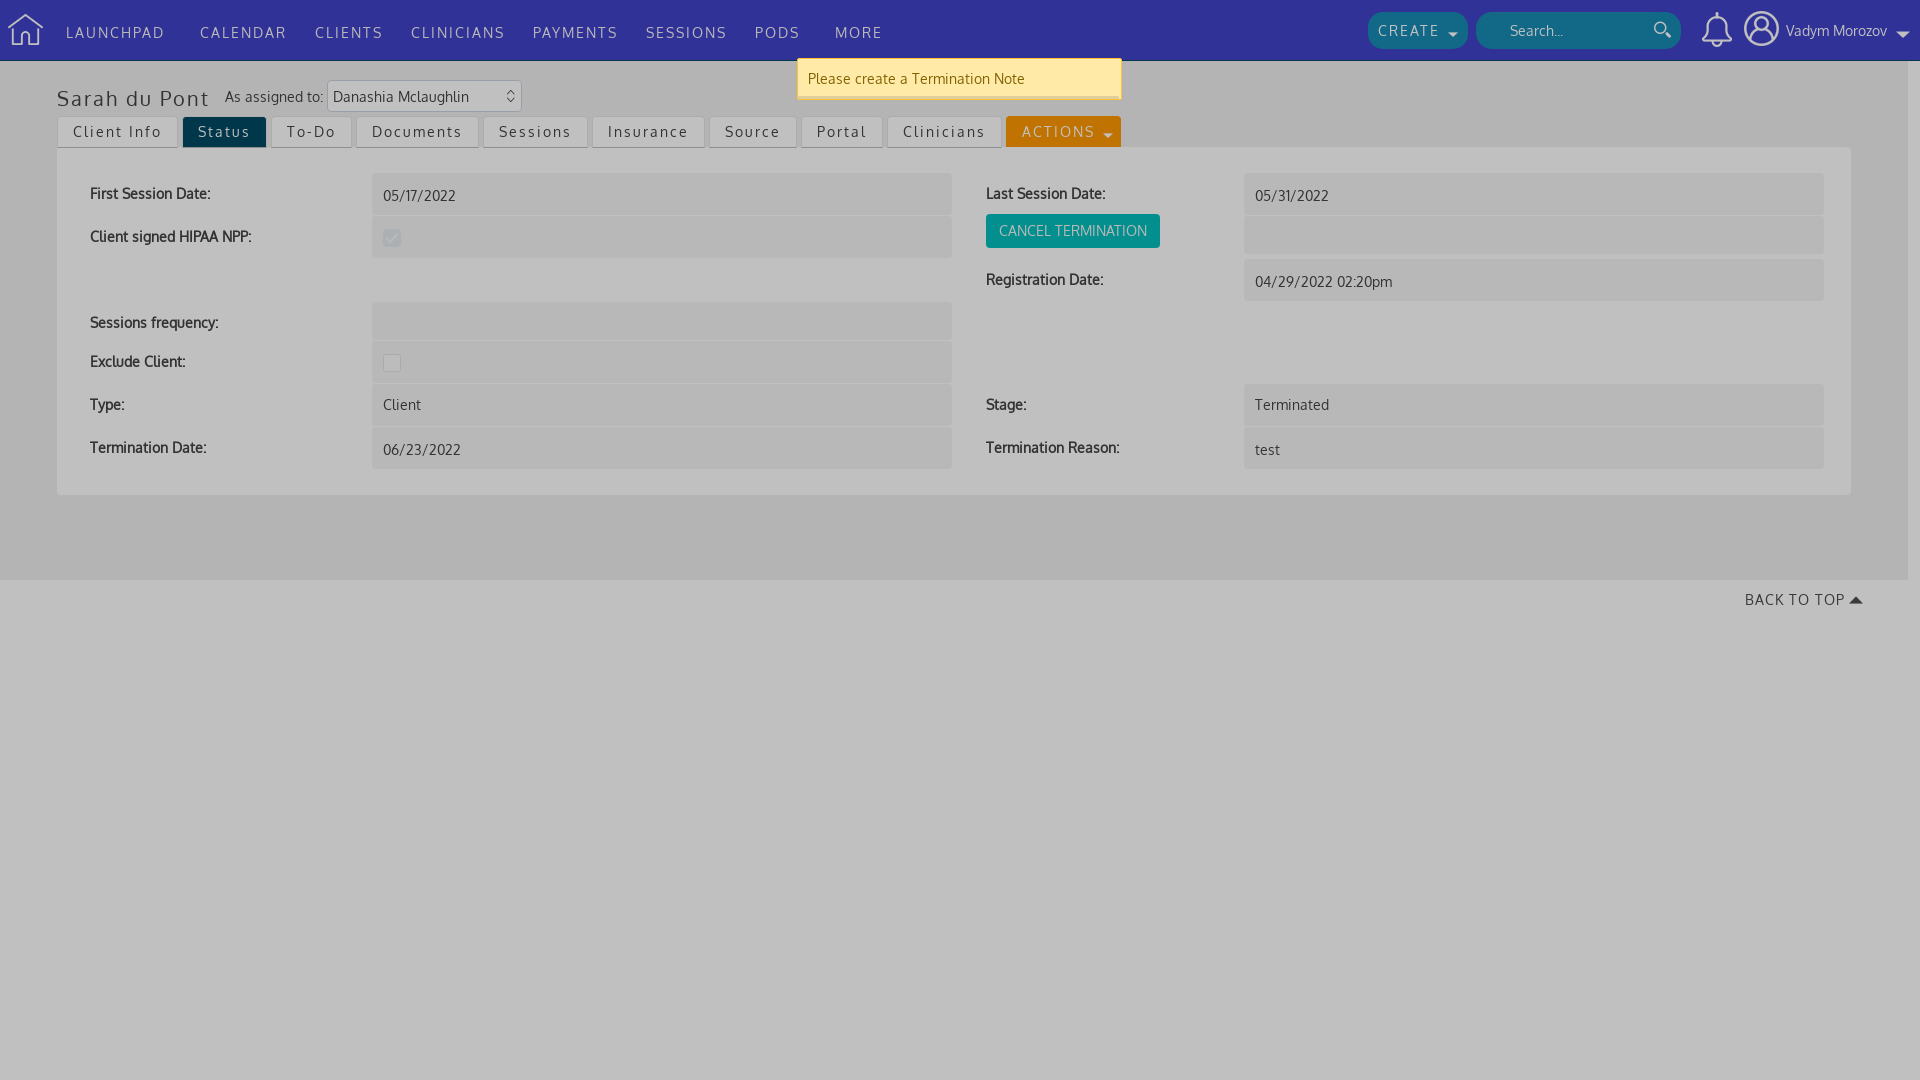 LAUNCHPAD CALENDAR CLIENTS CLINICIANS PAYMENTS SESSIONS PODS MORE CREATE Search... Vadym Morozov
Please create a Termination Note
Sarah du Pont As assigned to: Danashia Mclaughlin
Client Info Status To-Do Documents Sessions Insurance Source Portal Clinicians ACTIONS
First Session Date: 05/17/2022 Last Session Date: 05/31/2022
Client signed HIPAA NPP: CANCEL TERMINATION
Registration Date: 04/29/2022 02:20pm
Sessions frequency:
Exclude Client:
Type: Client Stage: Terminated
Termination Date: 06/23/2022 Termination Reason: test
BACK TO TOP